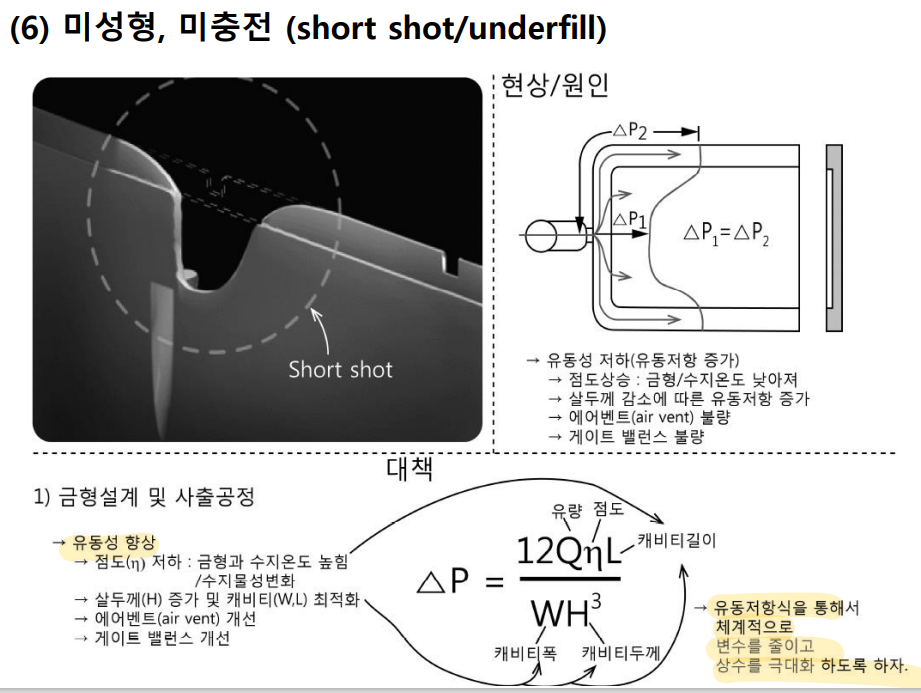 (6) 미성형, 미충전 (short shot/underfill)
Short shot
현상/원인
△P2
△P1
△P1=△P2
→ 유동성 저하(유동저항 증가)
→ 점도상승 : 금형/수지온도 낮아져
→ 살두께 감소에 따른 유동저항 증가
→ 에어벤트(air vent) 불량
→ 게이트 밸런스 불량
대책
1) 금형설계 및 사출공정
→ 유동성 향상
→ 점도(η) 저하 : 금형과 수지온도 높힘
/수지물성변화
→ 살두께(H) 증가 및 캐비티(W,L) 최적화
→ 에어벤트(air vent) 개선
→ 게이트 밸런스 개선
유량 점도
캐비티길이
△P = 12QηL / WH³
캐비티폭 캐비티두께
→ 유동저항식을 통해서
체계적으로
변수를 줄이고
상수를 극대화 하도록 하자.